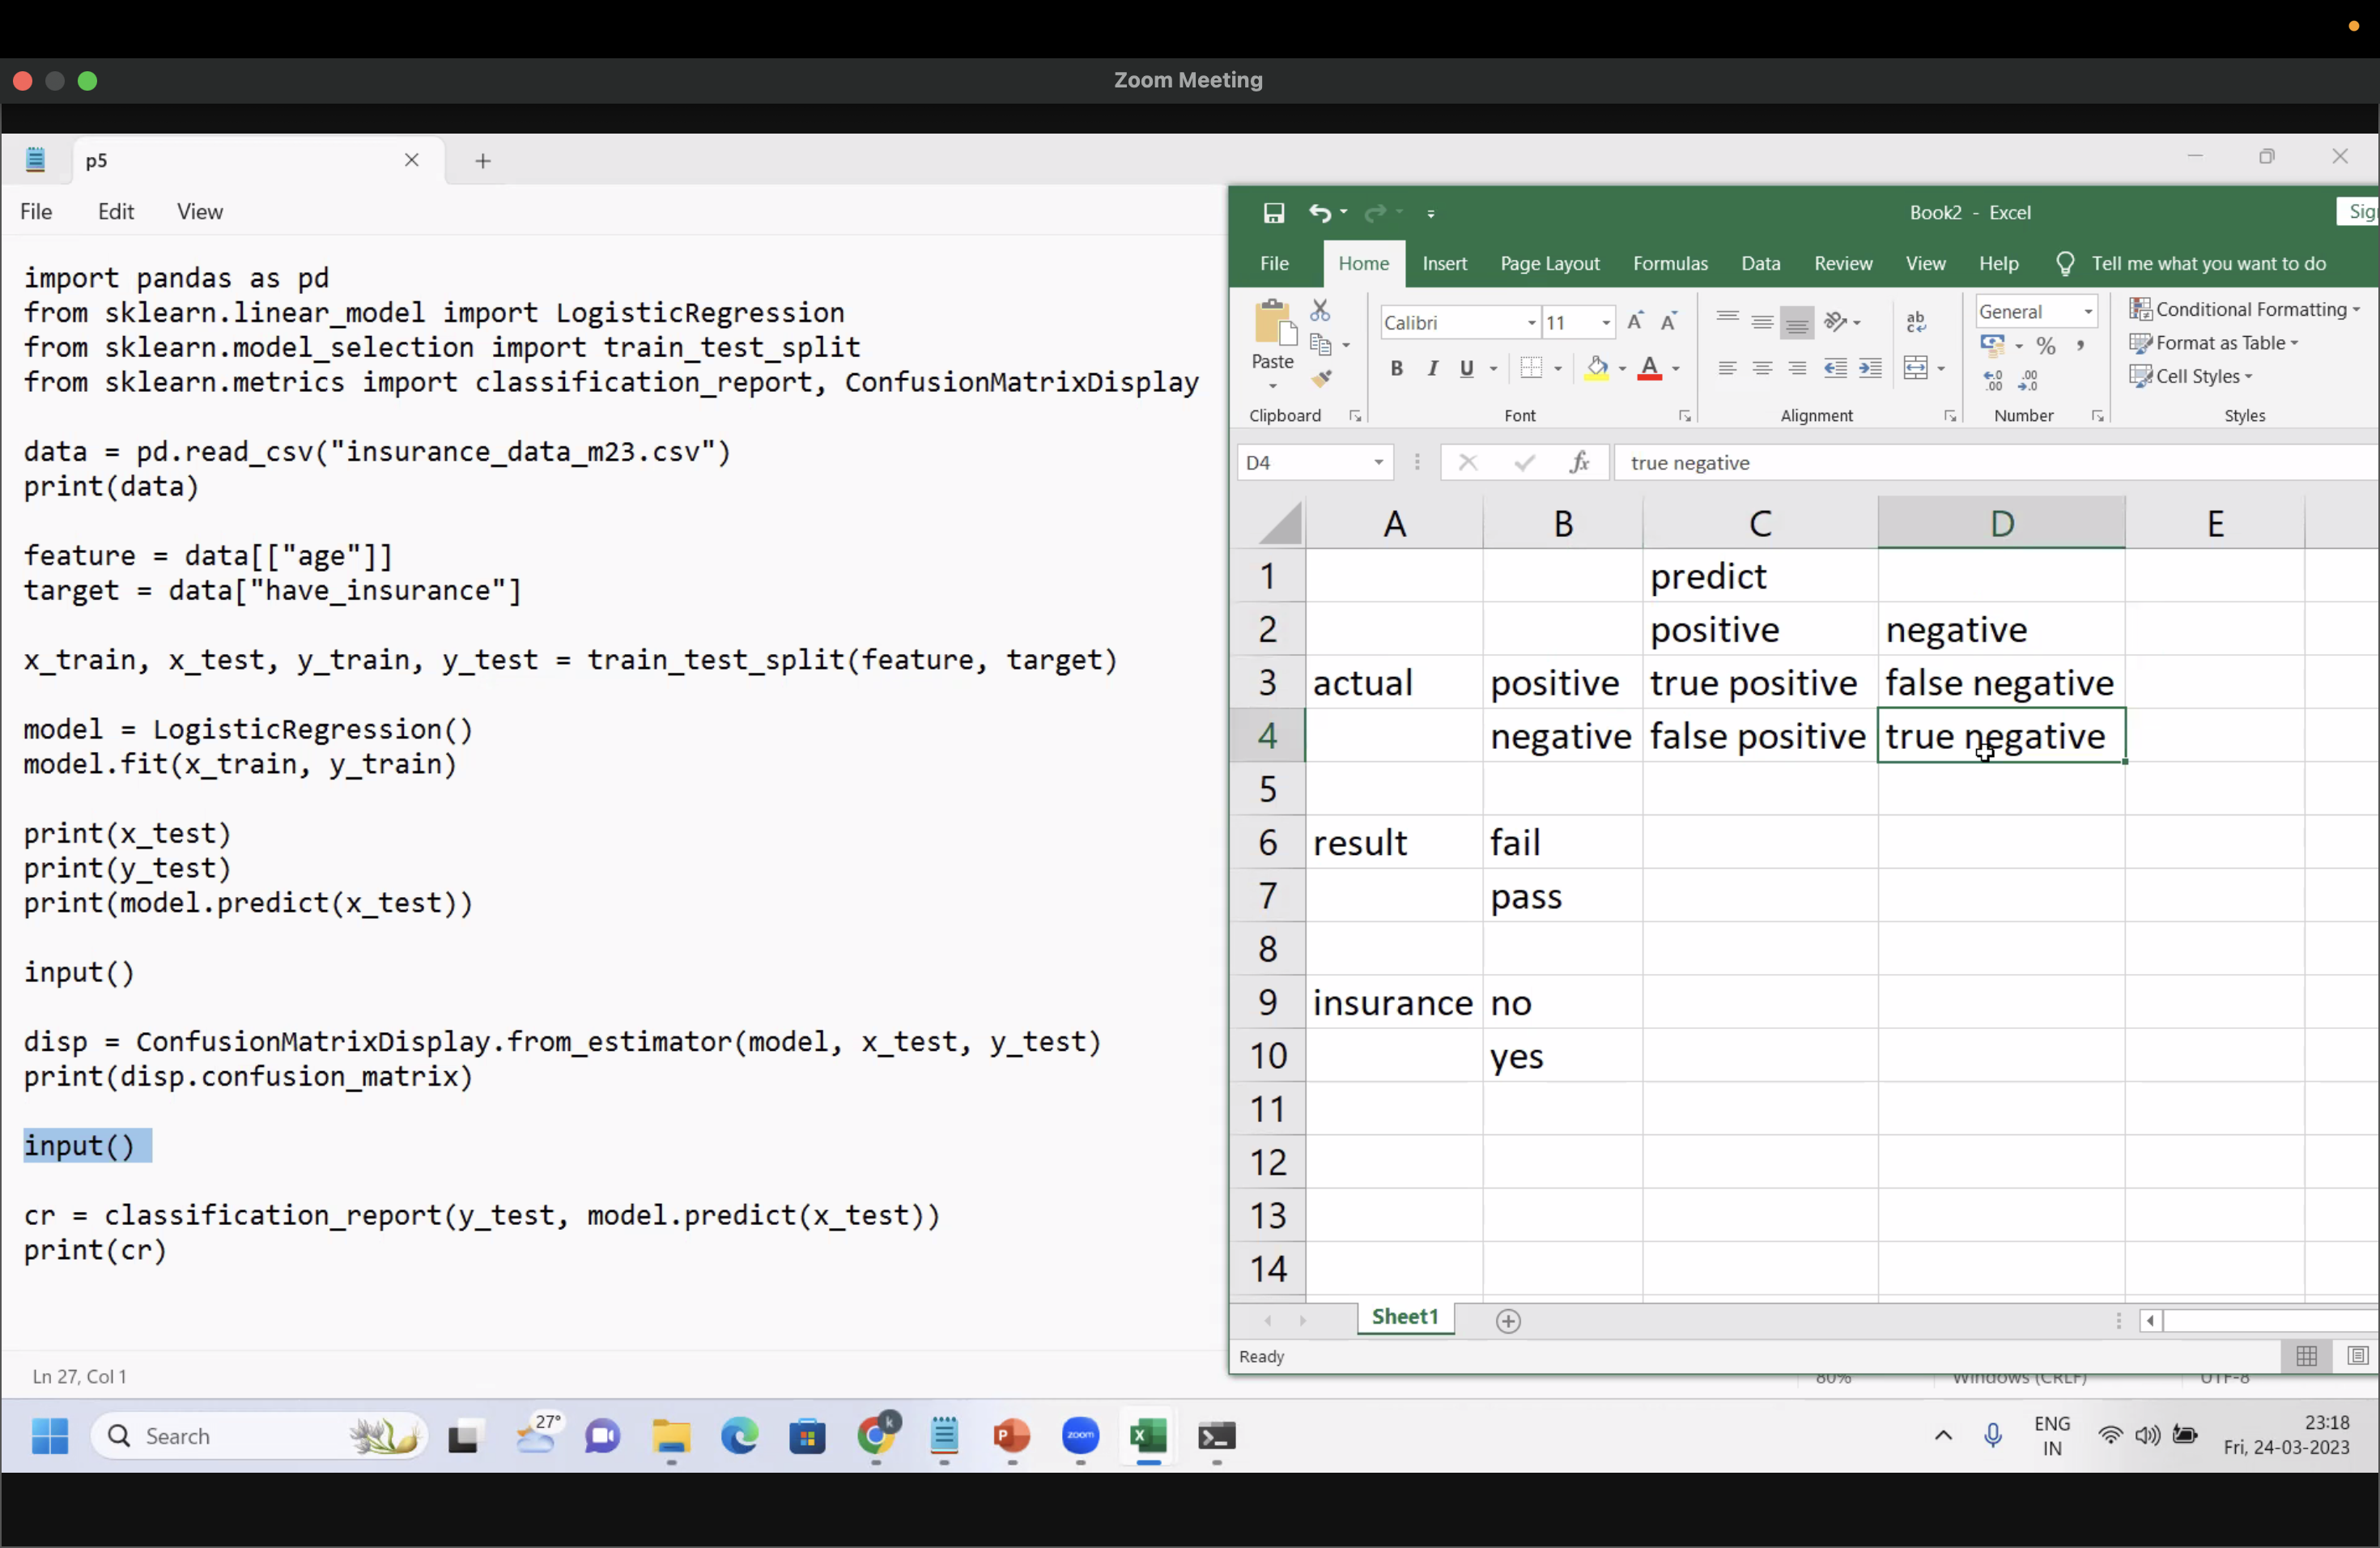 Zoom Meeting
p5
File Edit View
import pandas as pd
from sklearn.linear_model import LogisticRegression
from sklearn.model_selection import train_test_split
from sklearn.metrics import classification_report, ConfusionMatrixDisplay
data = pd.read_csv("insurance_data_m23.csv")
print(data)
feature = data[["age"]]
target = data["have_insurance"]
x_train, x_test, y_train, y_test = train_test_split(feature, target)
model = LogisticRegression()
model.fit(x_train, y_train)
print(x_test)
print(y_test)
print(model.predict(x_test))
input()
disp = ConfusionMatrixDisplay.from_estimator(model, x_test, y_test)
print(disp.confusion_matrix)
input()
cr = classification_report(y_test, model.predict(x_test))
print(cr)
Ln 27, Col 1
80% Windows (CRLF) UTF-8
Book2 - Excel
Sig
File Home Insert Page Layout Formulas Data Review View Help Tell me what you want to do
Paste
Calibri 11
B I U
General
Conditional Formatting
Format as Table
Cell Styles
Clipboard Font Alignment Number Styles
D4 fx true negative
A B C D E
1 predict
2 positive negative
3 actual positive true positive false negative
4 negative false positive true negative
5
6 result fail
7 pass
8
9 insurance no
10 yes
11
12
13
14
Sheet1
Ready
Search
27°
k
zoom
ENG
IN
23:18
Fri, 24-03-2023